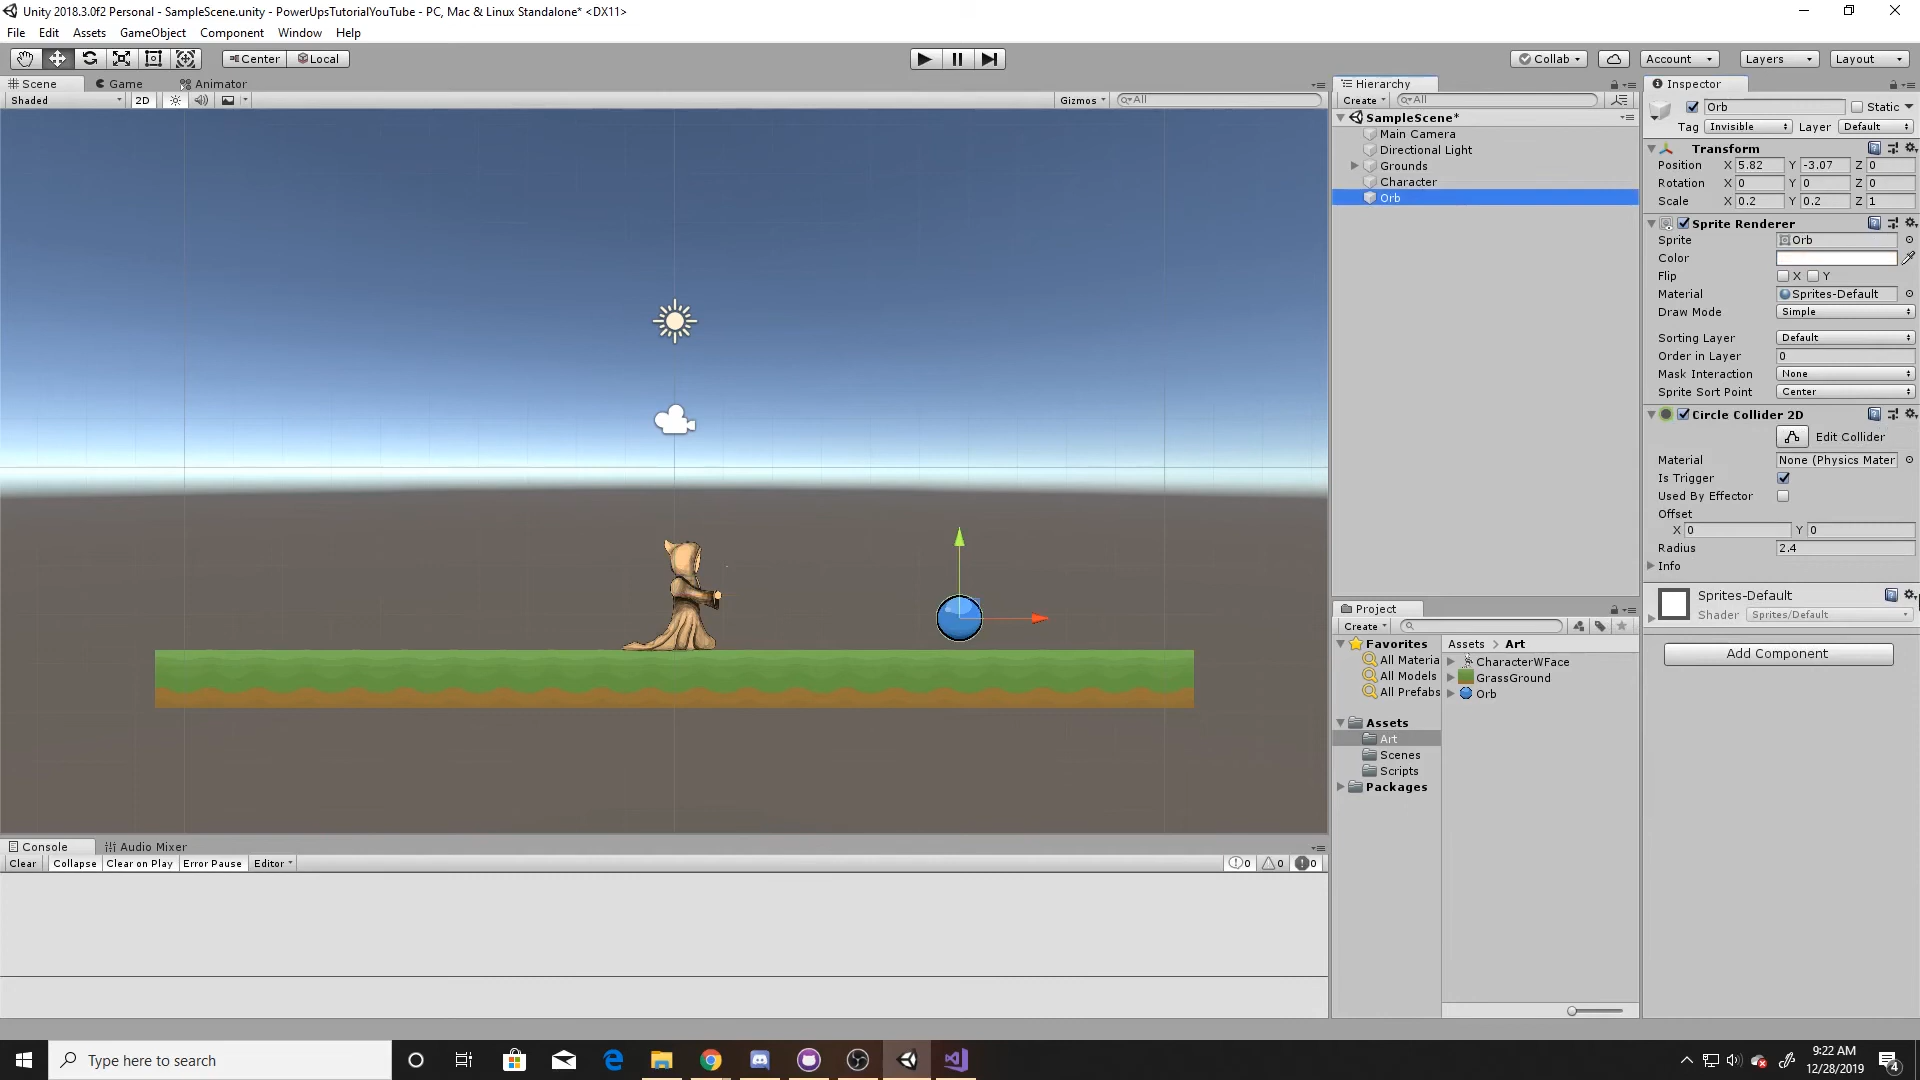 Unity 2018.3.0f2 Personal - SampleScene.unity - PowerUpsTutorialYouTube - PC, Mac & Linux Standalone* <DX11>
File Edit Assets GameObject Component Window Help
Center Local Collab Account Layers Layout
Scene Game Animator
Shaded 2D Gizmos All
Hierarchy
Create All
SampleScene*
Main Camera
Directional Light
Grounds
Character
Orb
Inspector
Orb Static
Tag Invisible Layer Default
Transform
Position X 5.82 Y -3.07 Z 0
Rotation X 0 Y 0 Z 0
Scale X 0.2 Y 0.2 Z 1
Sprite Renderer
Sprite Orb
Color
Flip X Y
Material Sprites-Default
Draw Mode Simple
Sorting Layer Default
Order in Layer 0
Mask Interaction None
Sprite Sort Point Center
Circle Collider 2D
Edit Collider
Material None (Physics Mater
Is Trigger
Used By Effector
Offset
X 0 Y 0
Radius 2.4
Info
Sprites-Default
Shader Sprites/Default
Add Component
Project
Create
Favorites
All Materia
All Models
All Prefabs
Assets
Art
Scenes
Scripts
Packages
Assets > Art
CharacterWFace
GrassGround
Orb
Console Audio Mixer
Clear Collapse Clear on Play Error Pause Editor 0 0 0
Type here to search
9:22 AM
12/28/2019
4